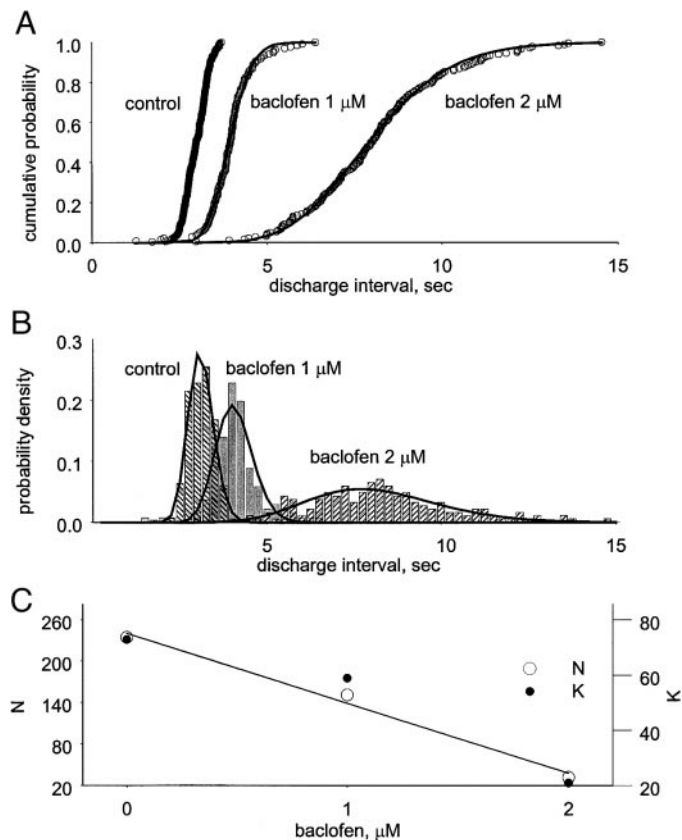 A
1.0
0.8
0.6
0.4
0.2
0.0
cumulative probability
control
baclofen 1 μM
baclofen 2 μM
0 5 10 15
discharge interval, sec
B
0.3
0.2
0.1
0.0
probability density
control
baclofen 1 μM
baclofen 2 μM
5 10 15
discharge interval, sec
C
260
200
140
80
20
N
80
60
40
20
K
N
K
0 1 2
baclofen, μM